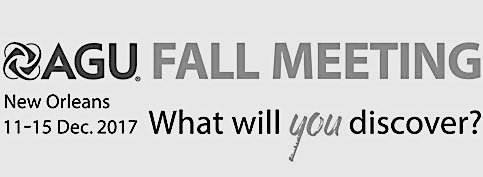 AGU® FALL MEETING
New Orleans
11-15 Dec. 2017 What will you discover?